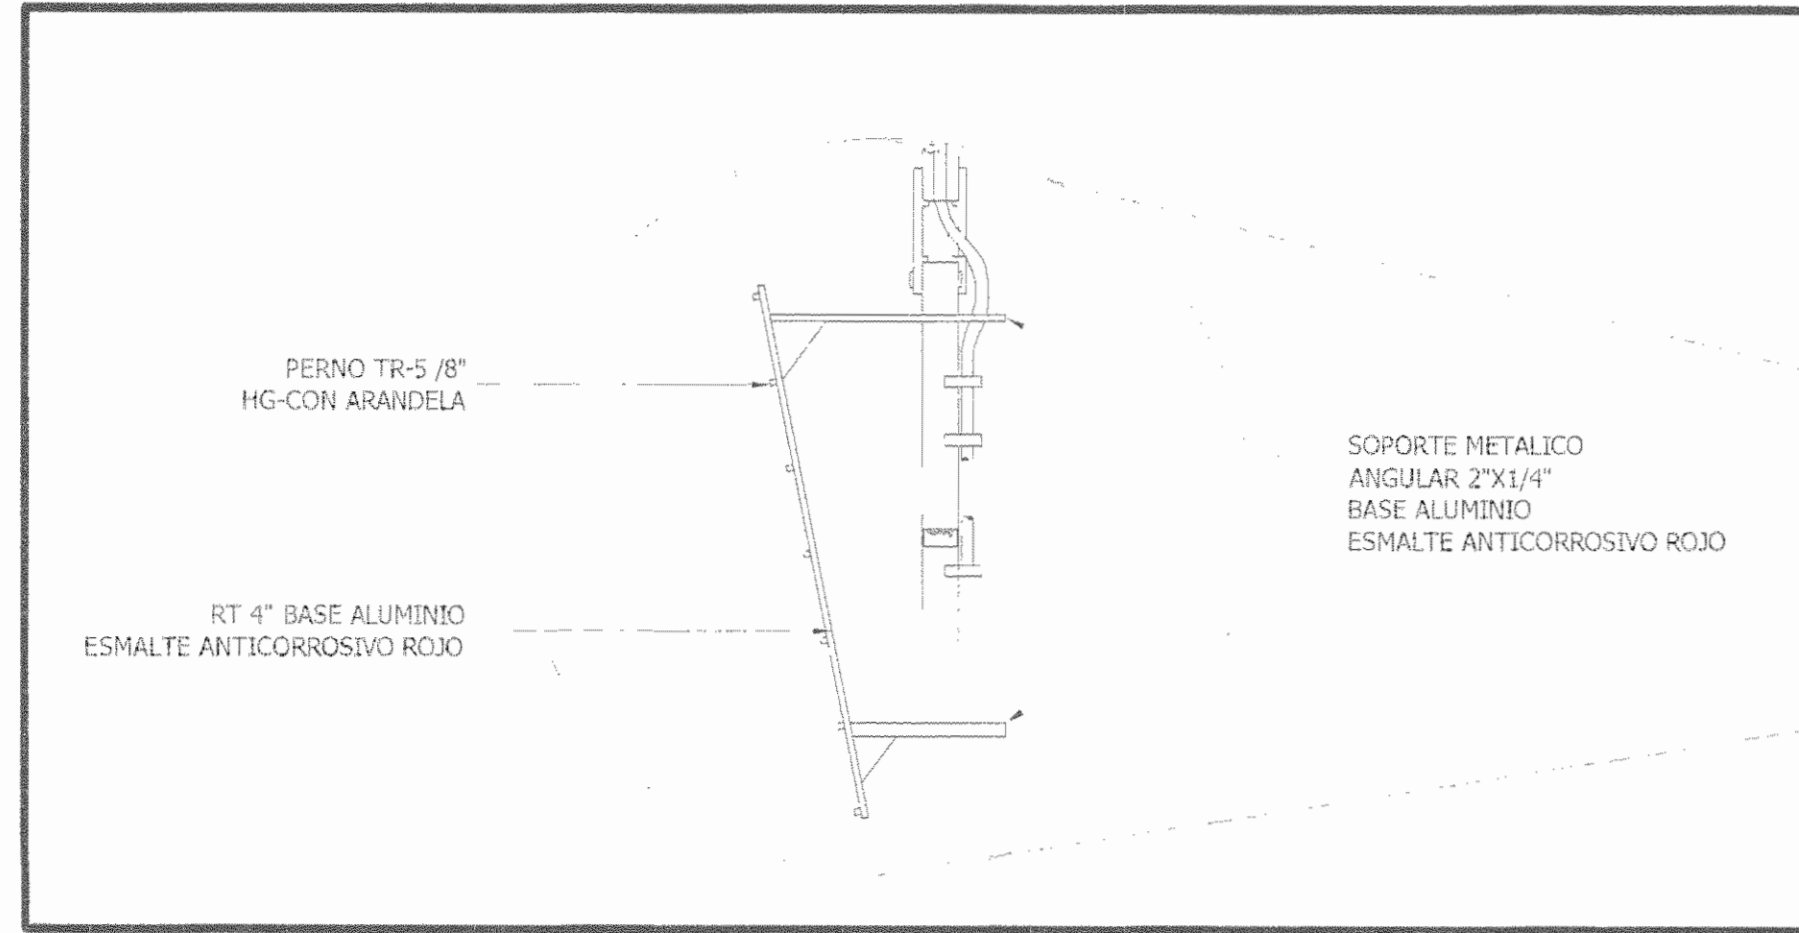 PERNO TR-5 /8"
HG-CON ARANDELA
SOPORTE METALICO
ANGULAR 2"X1/4"
BASE ALUMINIO
ESMALTE ANTICORROSIVO ROJO
RT 4" BASE ALUMINIO
ESMALTE ANTICORROSIVO ROJO